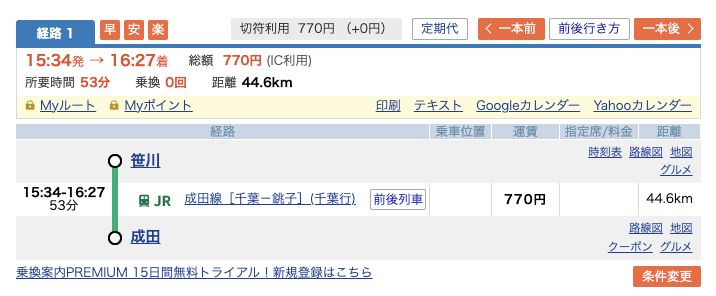 経路 1 早 安 楽 切符利用 770円 (+0円) 定期代 一本前 前後行き方 一本後
15:34発 → 16:27着 総額 770円 (IC利用)
所要時間 53分 乗換 0回 距離 44.6km
Myルート Myポイント 印刷 テキスト Googleカレンダー Yahooカレンダー
経路 乗車位置 運賃 指定席/料金 距離
笹川 時刻表 路線図 地図
グルメ
15:34-16:27
53分
JR 成田線［千葉－銚子］(千葉行) 前後列車 770円 44.6km
成田 路線図 地図
クーポン グルメ
乗換案内PREMIUM 15日間無料トライアル！新規登録はこちら 条件変更